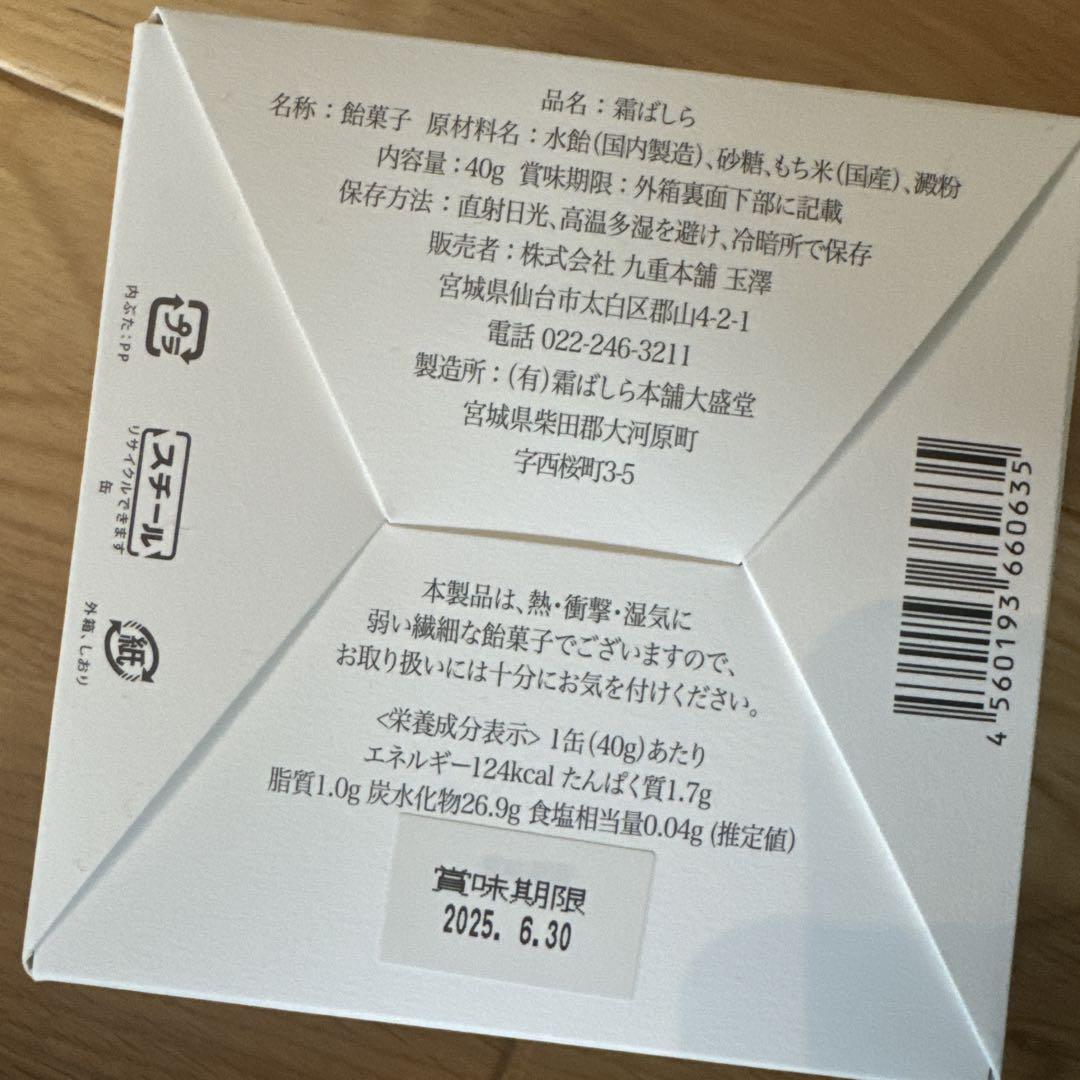 品名：霜ばしら
名称：飴菓子 原材料名：水飴(国内製造)、砂糖、もち米(国産)、澱粉
内容量：40g 賞味期限：外箱裏面下部に記載
保存方法：直射日光、高温多湿を避け、冷暗所で保存
販売者：株式会社 九重本舗 玉澤
宮城県仙台市太白区郡山4-2-1
電話 022-246-3211
製造所：(有)霜ばしら本舗大盛堂
宮城県柴田郡大河原町
字西桜町3-5
プラ
内ぶた：PP
スチール
リサイクルできます
缶
紙
外箱、しおり
4 560193 660635
本製品は、熱・衝撃・湿気に
弱い繊細な飴菓子でございますので、
お取り扱いには十分にお気を付けください。
<栄養成分表示> 1缶(40g)あたり
エネルギー124kcal たんぱく質1.7g
脂質1.0g 炭水化物26.9g 食塩相当量0.04g (推定値)
賞味期限
2025. 6.30